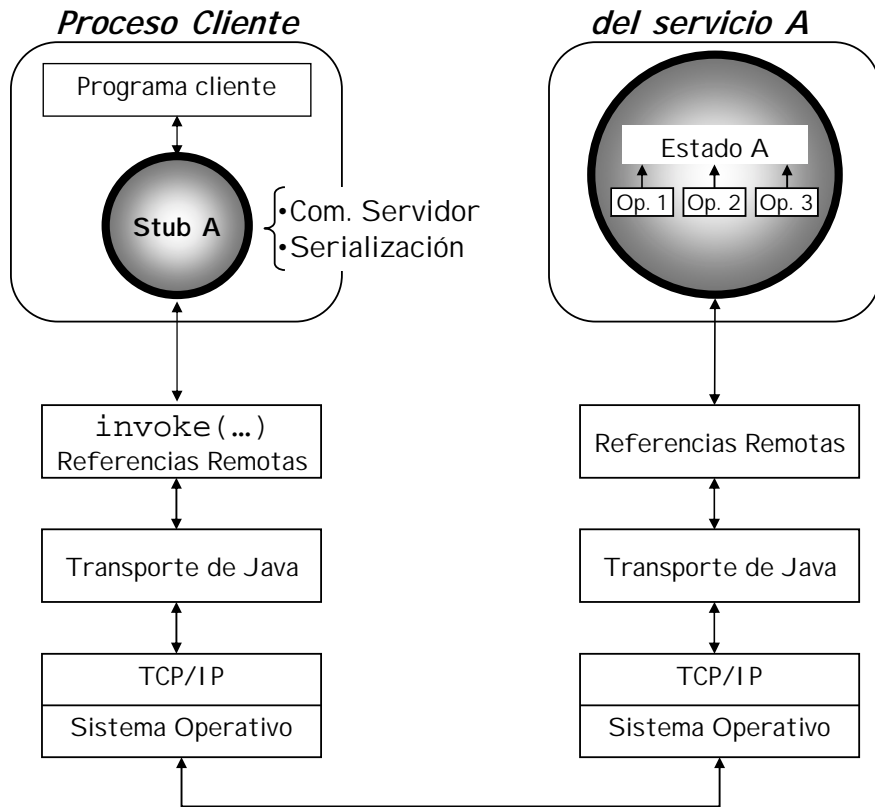 Proceso Cliente
Programa cliente
Stub A
•Com. Servidor
•Serialización
invoke(…)
Referencias Remotas
Transporte de Java
TCP/IP
Sistema Operativo
del servicio A
Estado A
Op. 1
Op. 2
Op. 3
Referencias Remotas
Transporte de Java
TCP/IP
Sistema Operativo